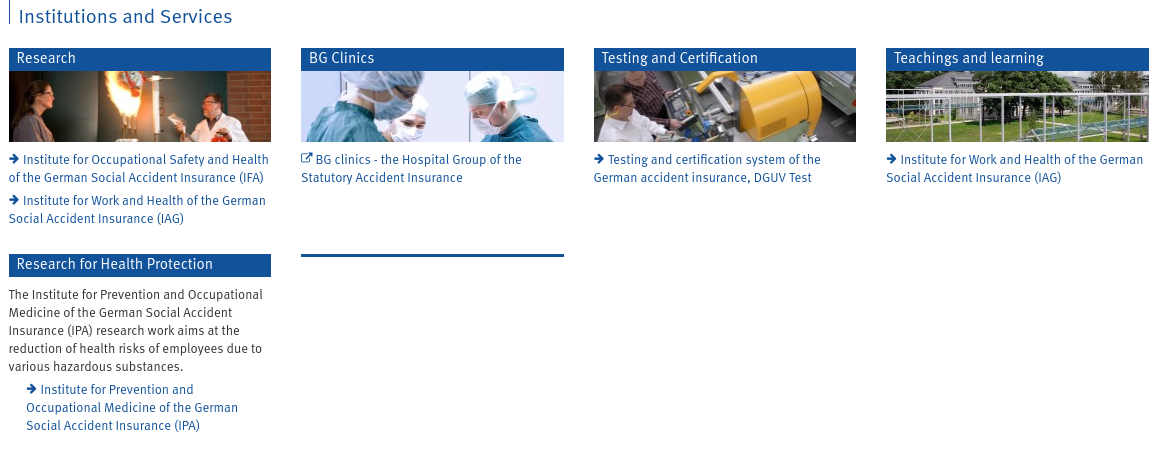 Institutions and Services
Research
Institute for Occupational Safety and Health
of the German Social Accident Insurance (IFA)
Institute for Work and Health of the German
Social Accident Insurance (IAG)
BG Clinics
BG clinics - the Hospital Group of the
Statutory Accident Insurance
Testing and Certification
Testing and certification system of the
German accident insurance, DGUV Test
Teachings and learning
Institute for Work and Health of the German
Social Accident Insurance (IAG)
Research for Health Protection
The Institute for Prevention and Occupational
Medicine of the German Social Accident
Insurance (IPA) research work aims at the
reduction of health risks of employees due to
various hazardous substances.
Institute for Prevention and
Occupational Medicine of the German
Social Accident Insurance (IPA)